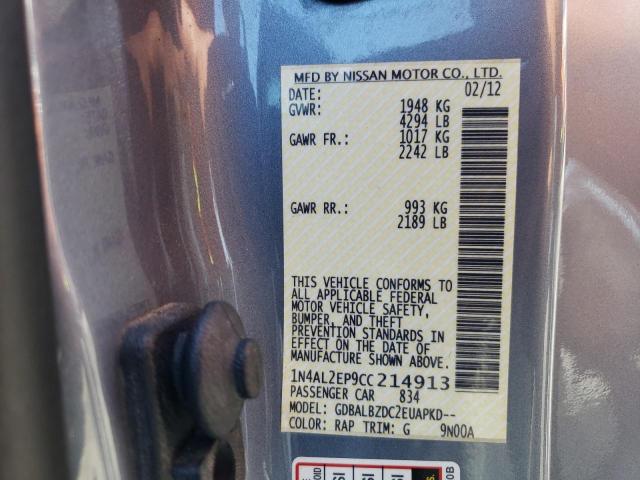 MFD BY NISSAN MOTOR CO., LTD.
DATE: 02/12
GVWR: 1948 KG
4294 LB
GAWR FR.: 1017 KG
2242 LB
GAWR RR.: 993 KG
2189 LB
THIS VEHICLE CONFORMS TO
ALL APPLICABLE FEDERAL
MOTOR VEHICLE SAFETY,
BUMPER, AND THEFT
PREVENTION STANDARDS IN
EFFECT ON THE DATE OF
MANUFACTURE SHOWN ABOVE.
1N4AL2EP9CC214913
PASSENGER CAR 834
MODEL: GDBALBZDC2EUAPKD--
COLOR: RAP TRIM: G 9N00A